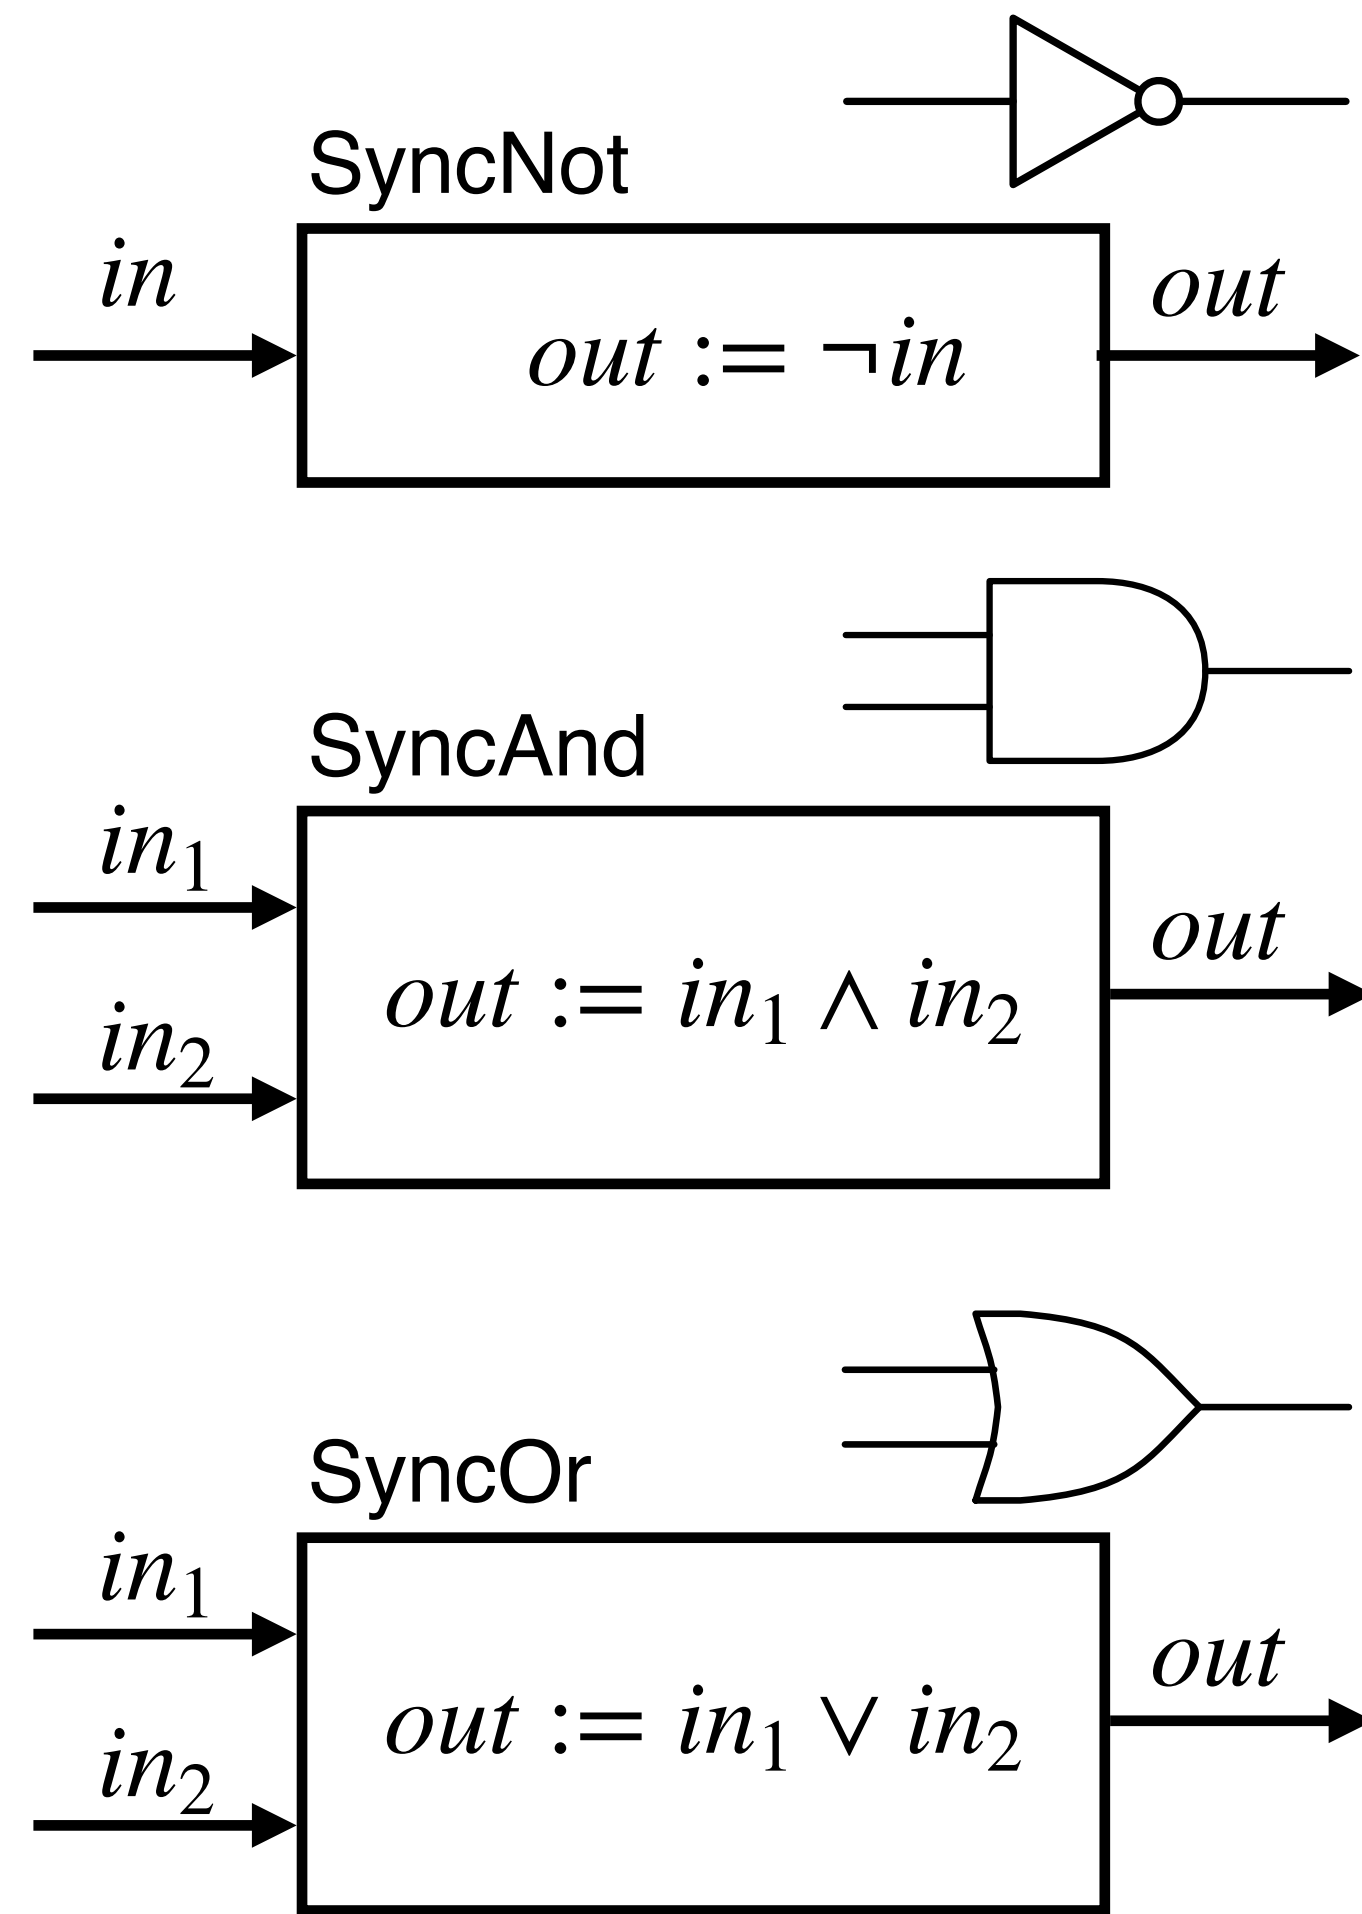 SyncNot
in
out
out := ¬in
SyncAnd
in₁
out
out := in₁ ∧ in₂
in₂
SyncOr
in₁
out
out := in₁ ∨ in₂
in₂